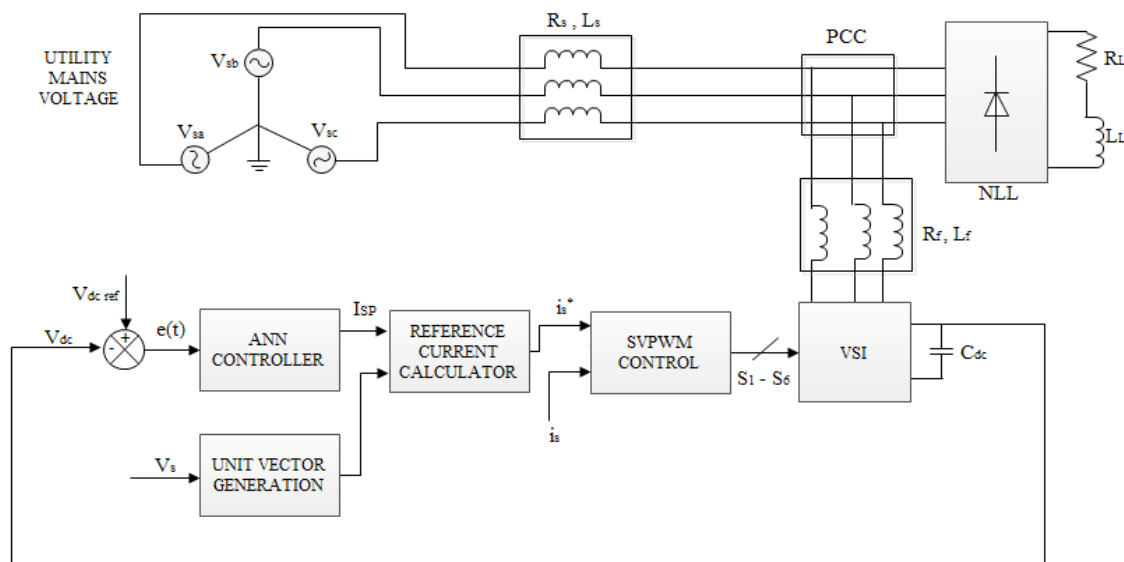 Rs , Ls
PCC
UTILITY
MAINS
VOLTAGE
Vsb
Vsa
Vsc
RL
LL
NLL
Rf, Lf
Vdc ref
Vdc
-
+
e(t)
ANN
CONTROLLER
ISP
REFERENCE
CURRENT
CALCULATOR
is*
SVPWM
CONTROL
S1 - S6
VSI
Cdc
is
Vs
UNIT VECTOR
GENERATION